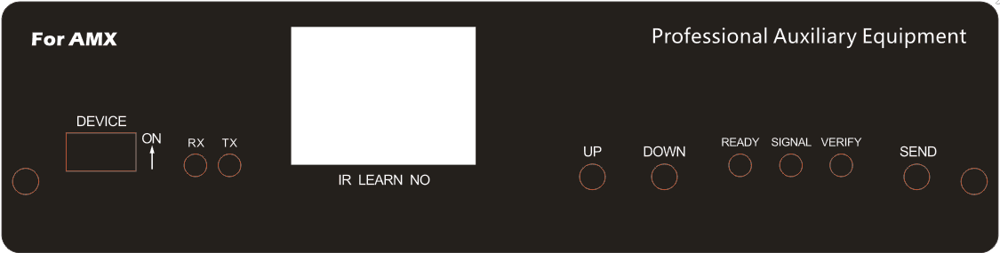 For AMX
Professional Auxiliary Equipment
DEVICE
ON
RX TX
IR LEARN NO
UP DOWN
READY SIGNAL VERIFY
SEND